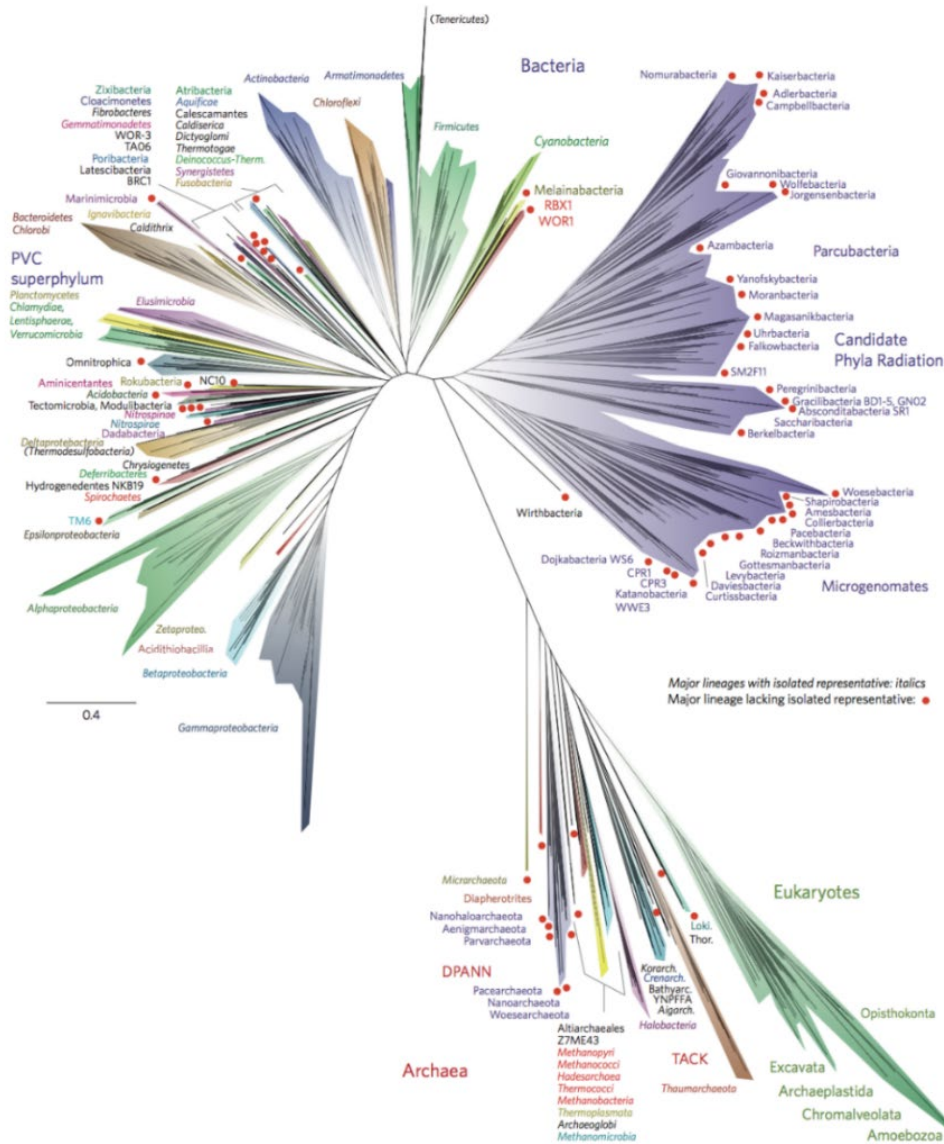 (Tenericutes)
Bacteria
Zixibacteria
Cloacimonetes
Fibrobacteres
Gemmatimonadetes
WOR-3
TA06
Poribacteria
Latescibacteria
BRC1
Atribacteria
Aquificae
Calescamantes
Caldiserica
Dictyoglomi
Thermotogae
Deinococcus-Therm.
Synergistetes
Fusobacteria
Actinobacteria
Armatimonadetes
Chloroflexi
Firmicutes
Cyanobacteria
Melainabacteria
RBX1
WOR1
Nomurabacteria
Kaiserbacteria
Adlerbacteria
Campbellbacteria
Giovannonibacteria
Wolfebacteria
Jorgensenbacteria
Azambacteria
Parcubacteria
Yanofskybacteria
Moranbacteria
Magasanikbacteria
Uhrbacteria
Falkowbacteria
Candidate
Phyla Radiation
SM2F11
Peregrinibacteria
Gracilibacteria BD1-5, GN02
Absconditabacteria SR1
Saccharibacteria
Berkelbacteria
Marinimicrobia
Ignavibacteria
Bacteroidetes
Chlorobi
Caldithrix
PVC
superphylum
Planctomycetes
Chlamydiae,
Lentisphaerae,
Verrucomicrobia
Elusimicrobia
Omnitrophica
Aminicentantes
Rokubacteria
NC10
Acidobacteria
Tectomicrobia, Modulibacteria
Nitrospinae
Nitrospirae
Dadabacteria
Deltaprotebacteria
(Thermodesulfobacteria)
Chrysiogenetes
Deferribacteres
Hydrogenedentes NKB19
Spirochaetes
TM6
Epsilonproteobacteria
Alphaproteobacteria
Zetaproteo.
Acidithiobacillia
Betaproteobacteria
Gammaproteobacteria
0.4
Wirthbacteria
Woesebacteria
Shapirobacteria
Amesbacteria
Collierbacteria
Pacebacteria
Beckwithbacteria
Roizmanbacteria
Gottesmanbacteria
Levybacteria
Daviesbacteria
Curtissbacteria
Microgenomates
Dojkabacteria WS6
CPR1
CPR3
Katanobacteria
WWE3
Major lineages with isolated representative: italics
Major lineage lacking isolated representative:
Micrarchaeota
Diapherotrites
Nanohaloarchaeota
Aenigmarchaeota
Parvarchaeota
DPANN
Pacearchaeota
Nanoarchaeota
Woesearchaeota
Archaea
Altiarchaeales
Z7ME43
Methanopyri
Methanococci
Hadesarchaea
Thermococci
Methanobacteria
Thermoplasmata
Archaeoglobi
Methanomicrobia
Halobacteria
Korarch.
Crenarch.
Bathyarc.
YNPFFA
Aigarch.
TACK
Thaumarchaeota
Loki.
Thor.
Eukaryotes
Opisthokonta
Excavata
Archaeplastida
Chromalveolata
Amoebozoa